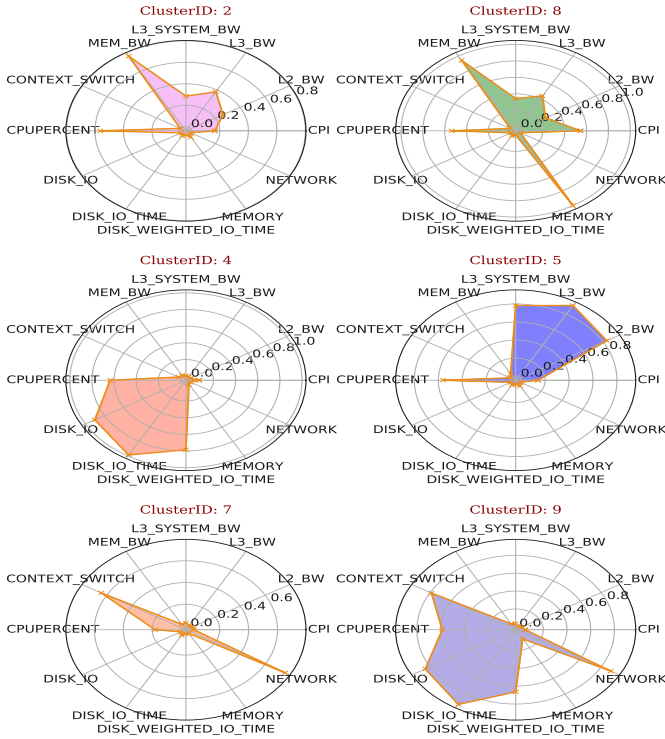 ClusterID: 2
L3_SYSTEM_BW
MEM_BW
L3_BW
CONTEXT_SWITCH
L2_BW
0.8
0.6
0.4
0.2
0.0
CPUPERCENT
CPI
DISK_IO
NETWORK
DISK_IO_TIME
MEMORY
DISK_WEIGHTED_IO_TIME
ClusterID: 8
L3_SYSTEM_BW
MEM_BW
L3_BW
CONTEXT_SWITCH
L2_BW
1.0
0.8
0.6
0.4
0.2
0.0
CPUPERCENT
CPI
DISK_IO
NETWORK
DISK_IO_TIME
MEMORY
DISK_WEIGHTED_IO_TIME
ClusterID: 4
L3_SYSTEM_BW
MEM_BW
L3_BW
CONTEXT_SWITCH
L2_BW
1.0
0.8
0.6
0.4
0.2
0.0
CPUPERCENT
CPI
DISK_IO
NETWORK
DISK_IO_TIME
MEMORY
DISK_WEIGHTED_IO_TIME
ClusterID: 5
L3_SYSTEM_BW
MEM_BW
L3_BW
CONTEXT_SWITCH
L2_BW
0.8
0.6
0.4
0.2
0.0
CPUPERCENT
CPI
DISK_IO
NETWORK
DISK_IO_TIME
MEMORY
DISK_WEIGHTED_IO_TIME
ClusterID: 7
L3_SYSTEM_BW
MEM_BW
L3_BW
CONTEXT_SWITCH
L2_BW
0.6
0.4
0.2
0.0
CPUPERCENT
CPI
DISK_IO
NETWORK
DISK_IO_TIME
MEMORY
DISK_WEIGHTED_IO_TIME
ClusterID: 9
L3_SYSTEM_BW
MEM_BW
L3_BW
CONTEXT_SWITCH
L2_BW
0.8
0.6
0.4
0.2
0.0
CPUPERCENT
CPI
DISK_IO
NETWORK
DISK_IO_TIME
MEMORY
DISK_WEIGHTED_IO_TIME